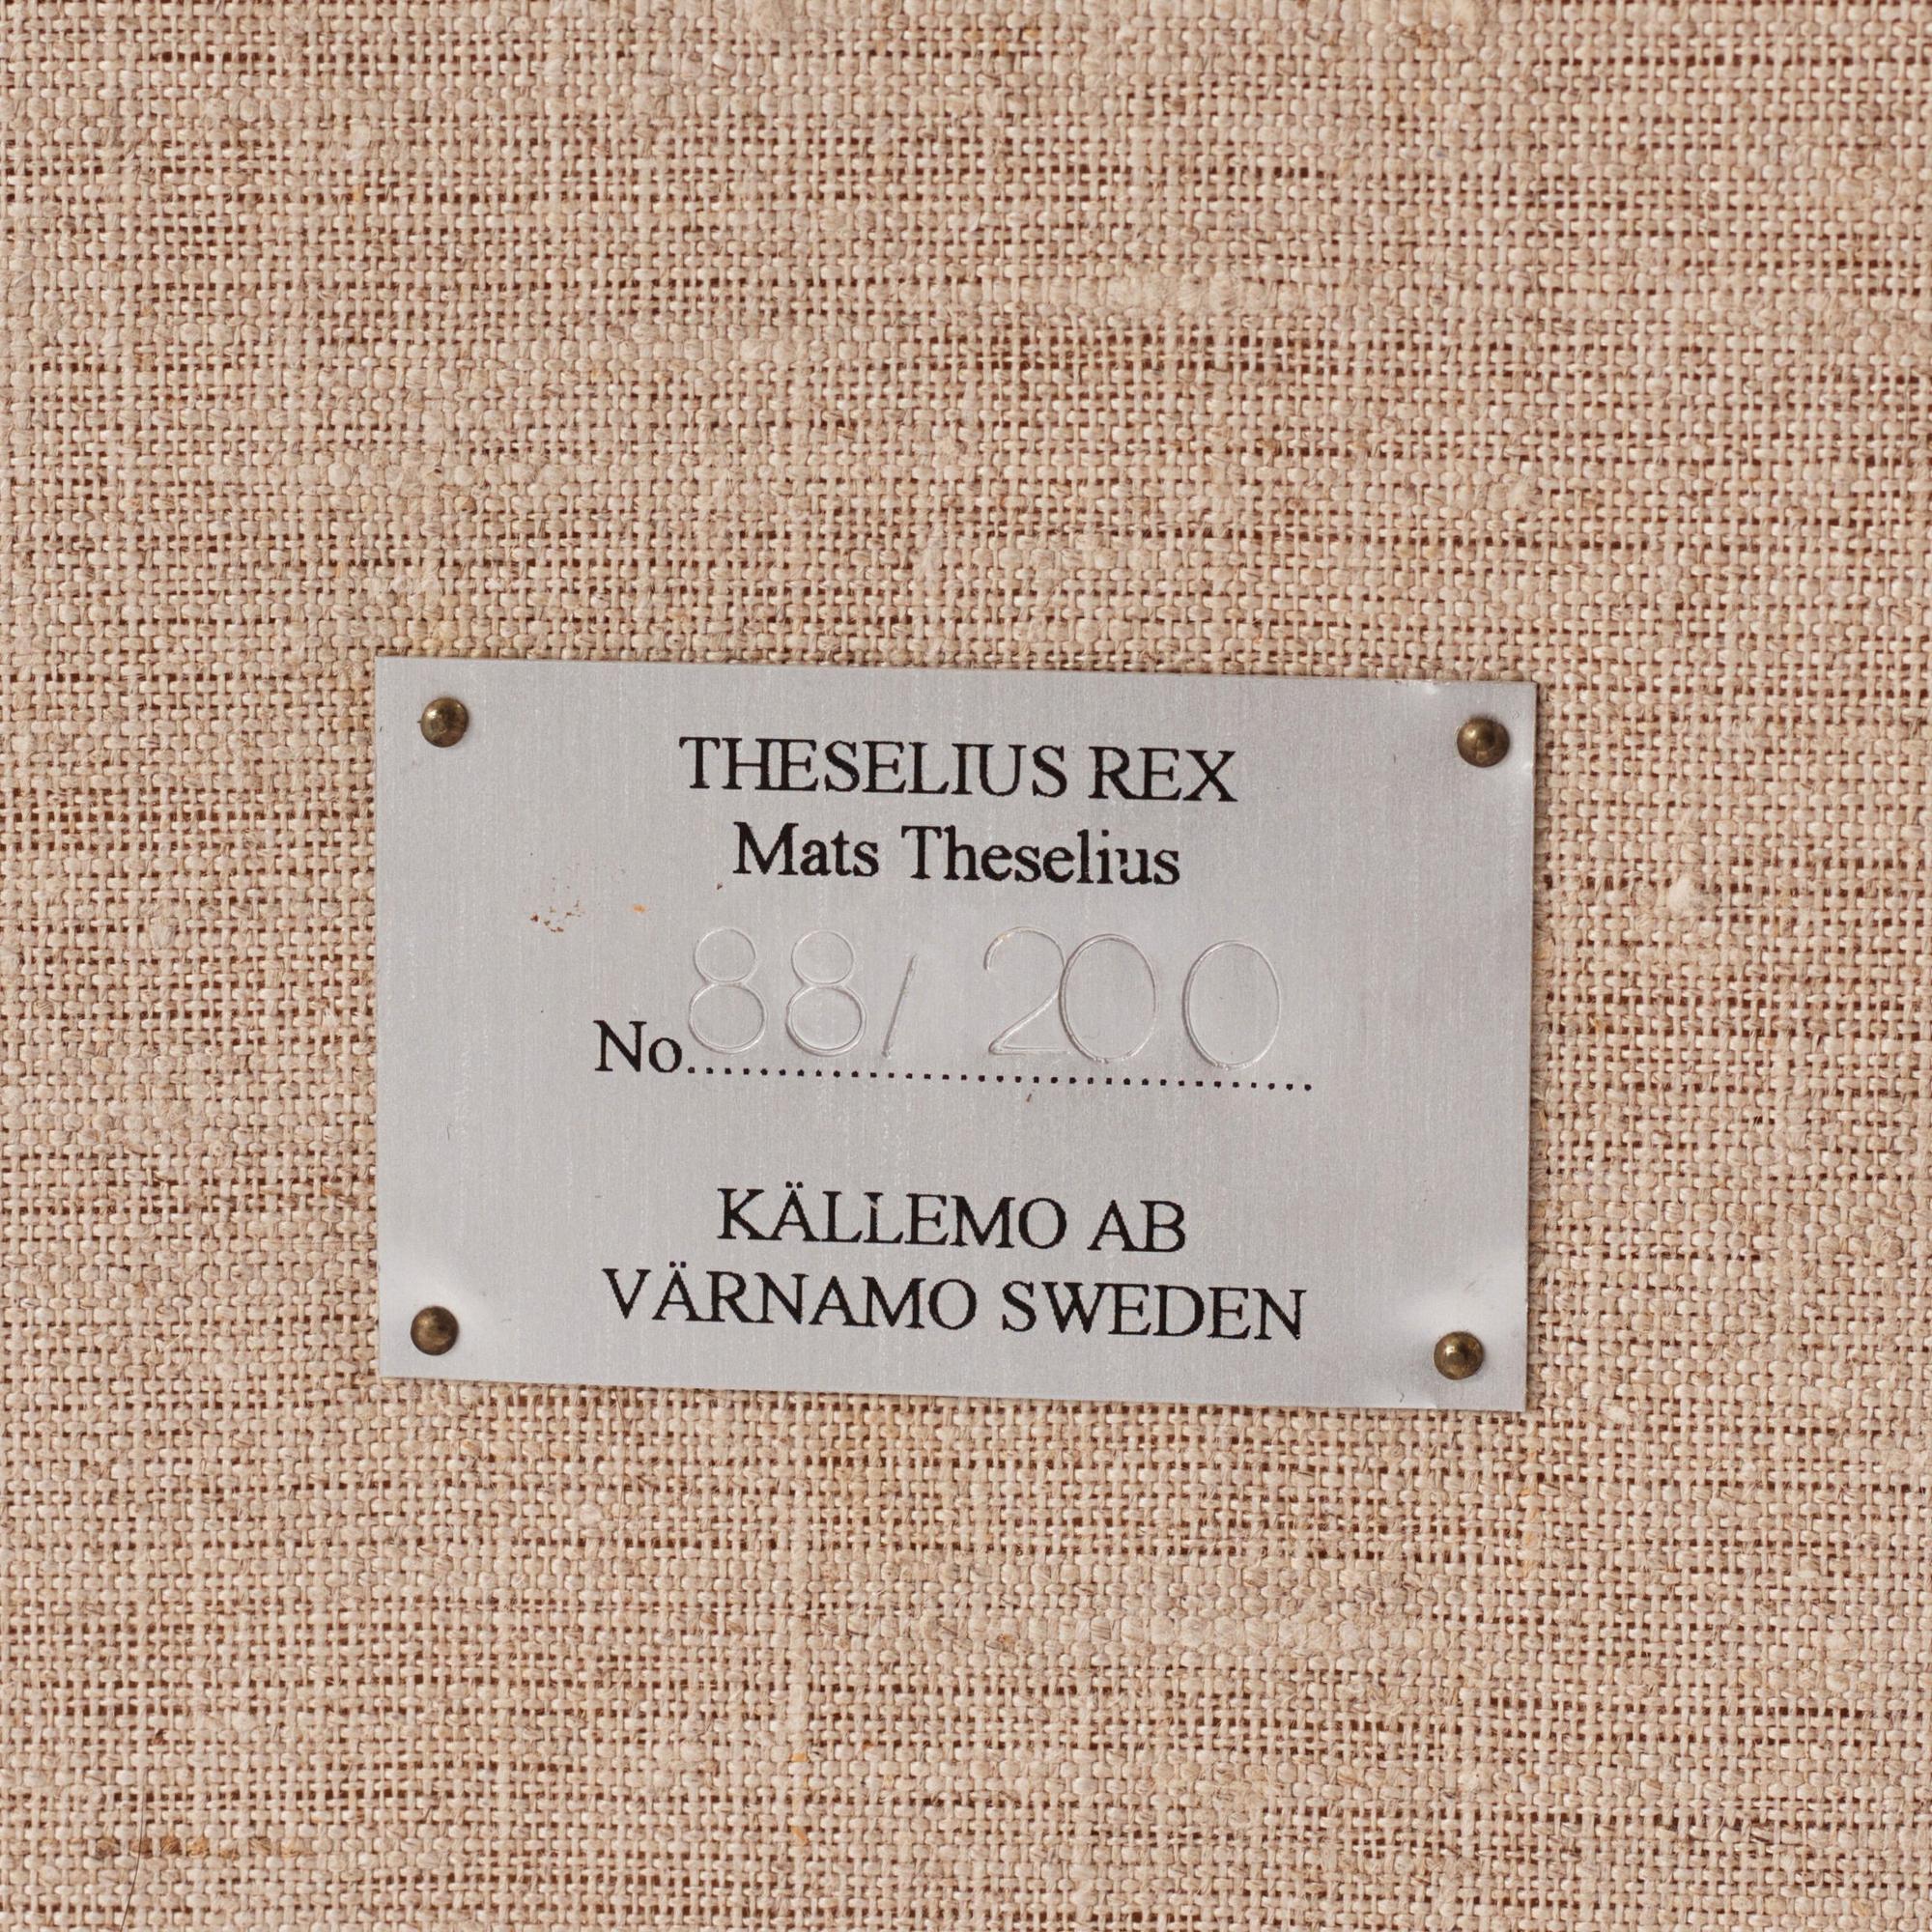 THESELIUS REX
Mats Theselius
No. 88/200
KÄLLEMO AB
VÄRNAMO SWEDEN